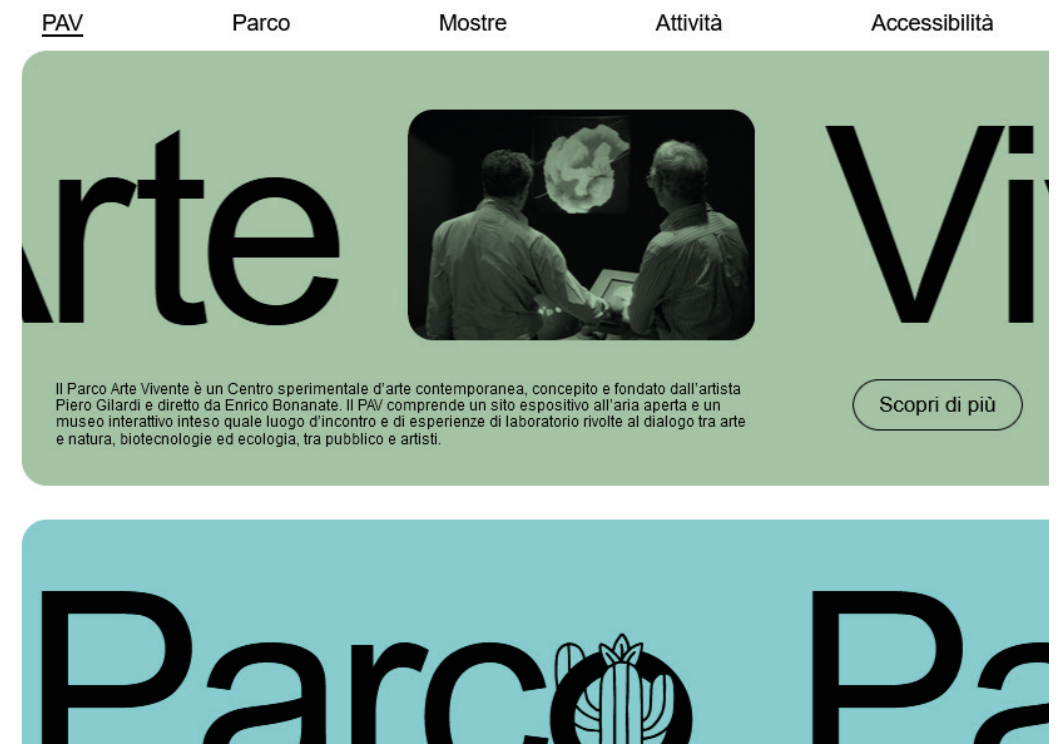 PAV Parco Mostre Attività Accessibilità
Arte Viv
Il Parco Arte Vivente è un Centro sperimentale d'arte contemporanea, concepito e fondato dall'artista
Piero Gilardi e diretto da Enrico Bonanate. Il PAV comprende un sito espositivo all'aria aperta e un
museo interattivo inteso quale luogo d'incontro e di esperienze di laboratorio rivolte al dialogo tra arte
e natura, biotecnologie ed ecologia, tra pubblico e artisti.
Scopri di più
Parco Pa